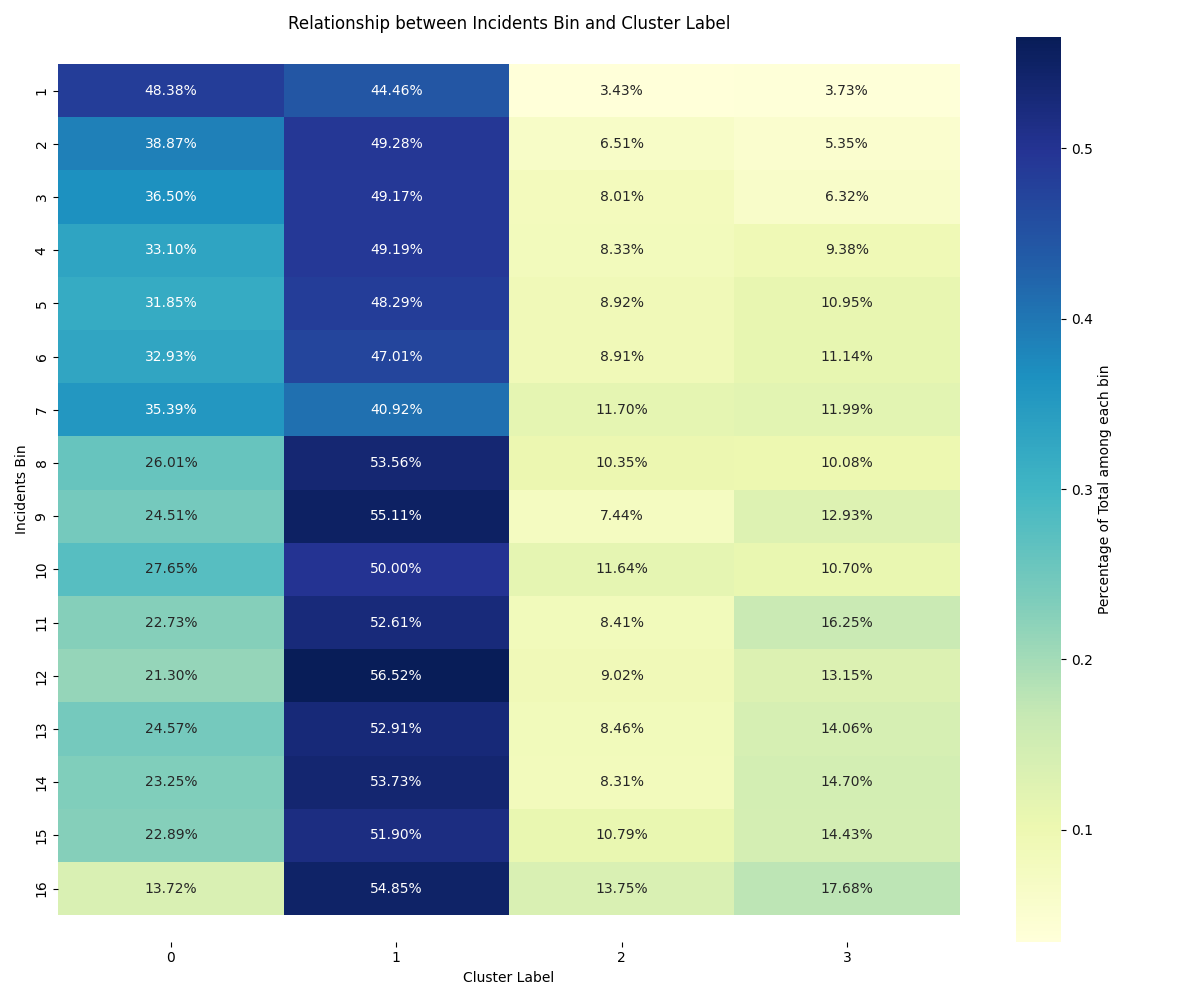 Relationship between Incidents Bin and Cluster Label
1 48.38% 44.46% 3.43% 3.73%
2 38.87% 49.28% 6.51% 5.35%
3 36.50% 49.17% 8.01% 6.32%
4 33.10% 49.19% 8.33% 9.38%
5 31.85% 48.29% 8.92% 10.95%
6 32.93% 47.01% 8.91% 11.14%
7 35.39% 40.92% 11.70% 11.99%
8 26.01% 53.56% 10.35% 10.08%
9 24.51% 55.11% 7.44% 12.93%
10 27.65% 50.00% 11.64% 10.70%
11 22.73% 52.61% 8.41% 16.25%
12 21.30% 56.52% 9.02% 13.15%
13 24.57% 52.91% 8.46% 14.06%
14 23.25% 53.73% 8.31% 14.70%
15 22.89% 51.90% 10.79% 14.43%
16 13.72% 54.85% 13.75% 17.68%
0 1 2 3
Cluster Label
Incidents Bin
0.5
0.4
0.3
0.2
0.1
Percentage of Total among each bin